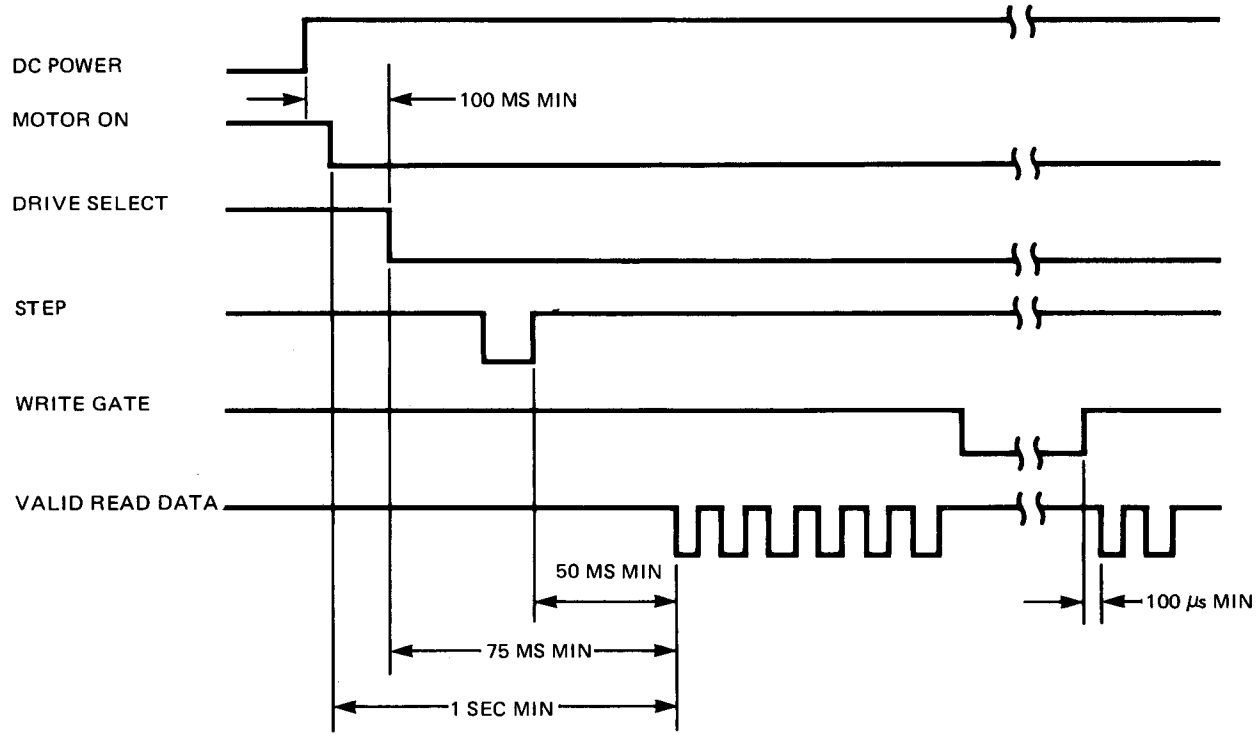 DC POWER
100 MS MIN
MOTOR ON
DRIVE SELECT
STEP
WRITE GATE
VALID READ DATA
50 MS MIN
100 μs MIN
75 MS MIN
1 SEC MIN